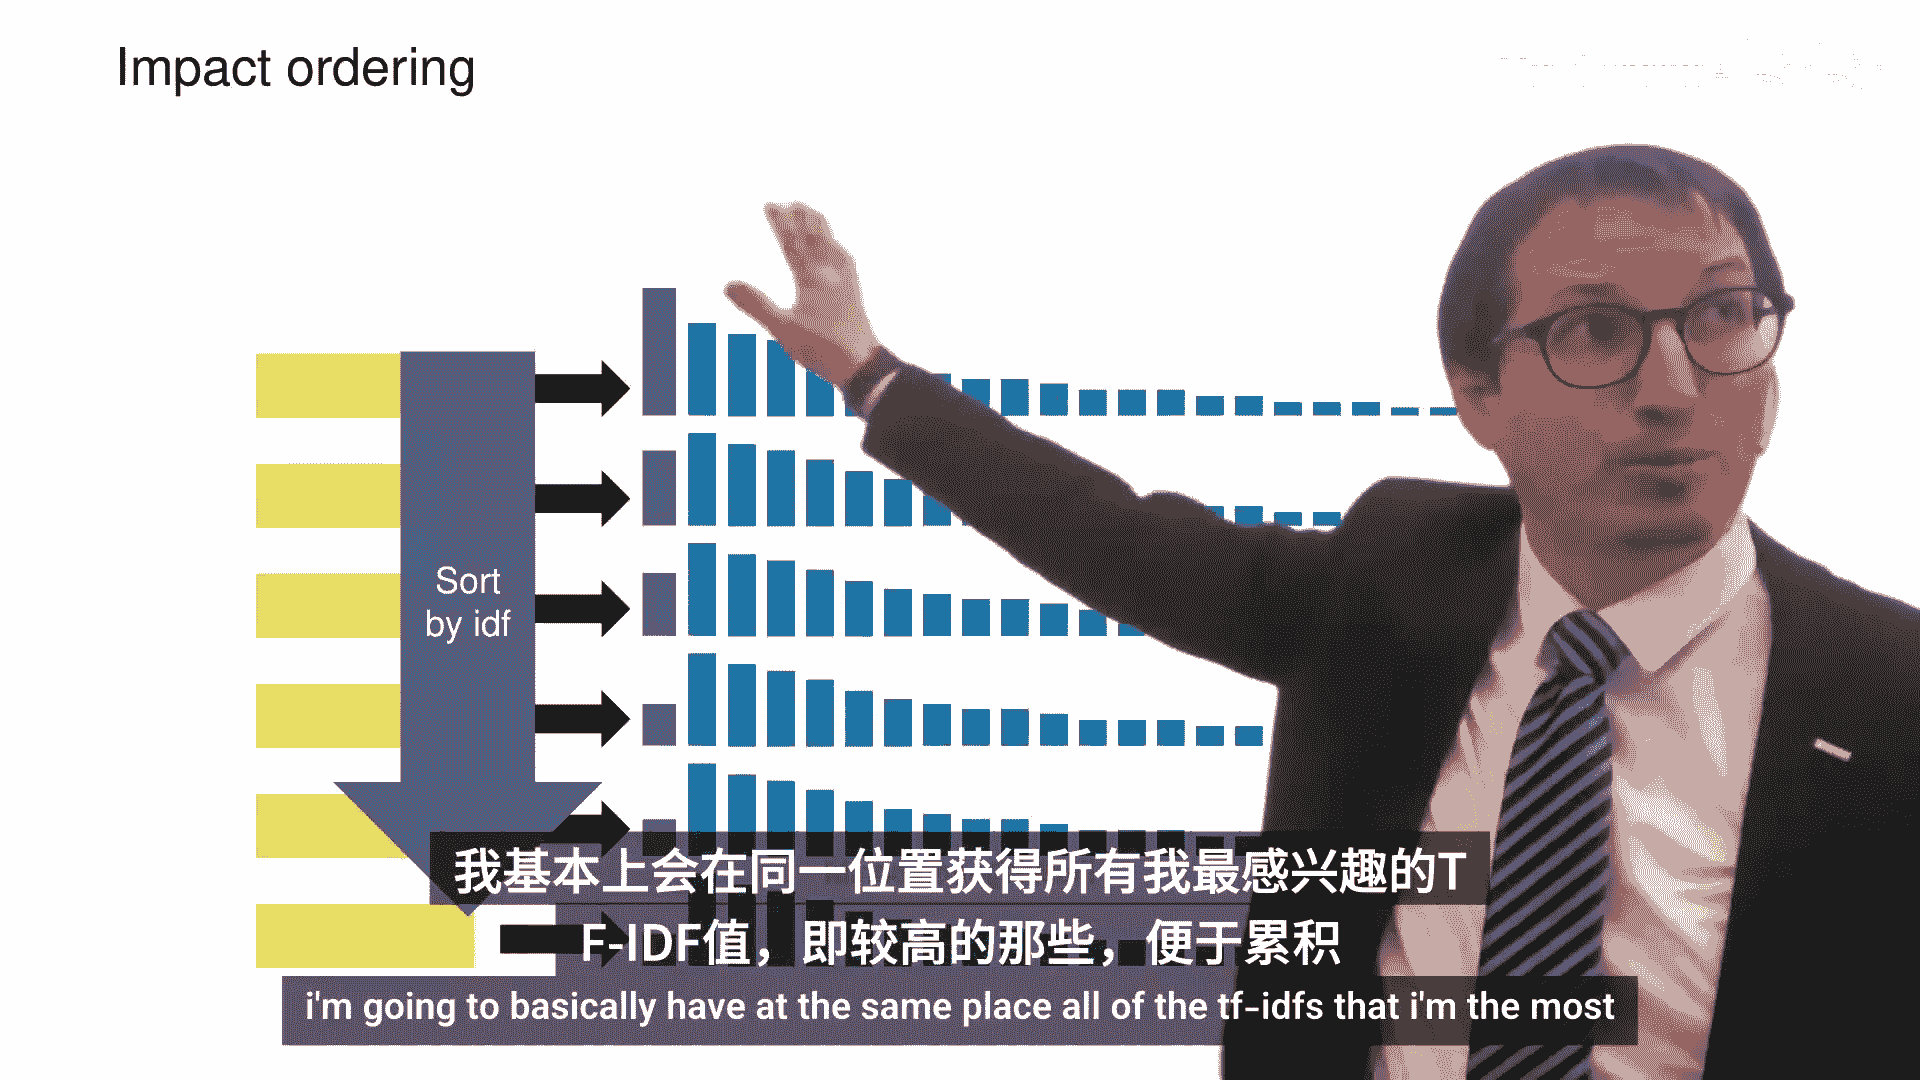 Impact ordering
Sort
by idf
我基本上会在同一位置获得所有我最感兴趣的T
F-IDF值，即较高的那些，便于累积
i'm going to basically have at the same place all of the tf-idfs that i'm the most